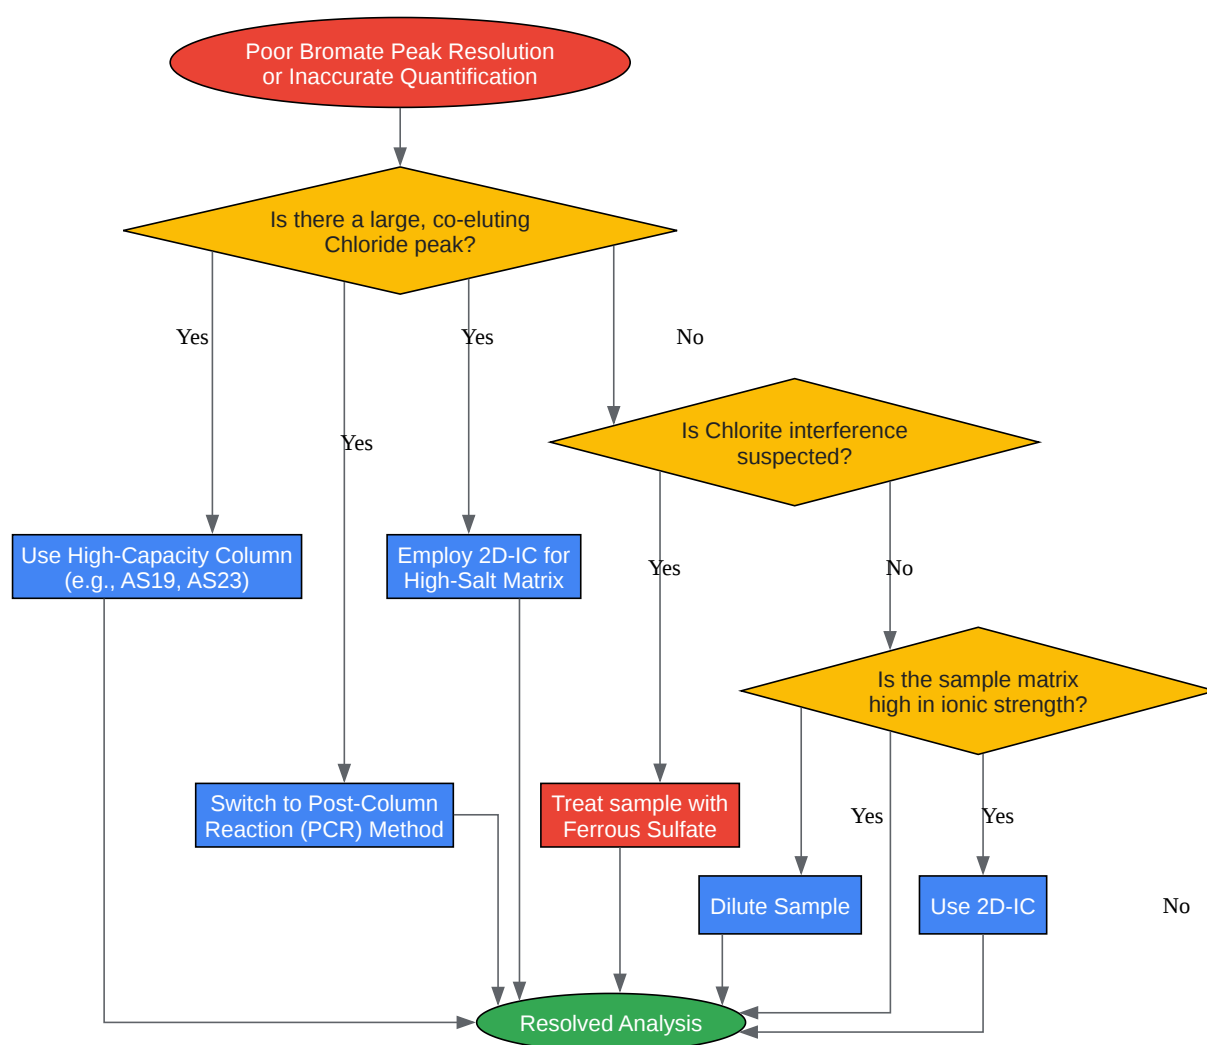 Poor Bromate Peak Resolution
or Inaccurate Quantification
Is there a large, co-eluting
Chloride peak?
Yes
Yes
No
Is Chlorite interference
suspected?
Yes
Use High-Capacity Column
(e.g., AS19, AS23)
Employ 2D-IC for
High-Salt Matrix
Yes
No
Is the sample matrix
high in ionic strength?
Switch to Post-Column
Reaction (PCR) Method
Treat sample with
Ferrous Sulfate
Yes
Yes
Dilute Sample
Use 2D-IC
No
Resolved Analysis